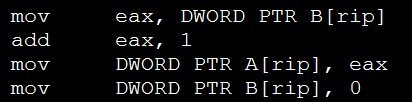 mov eax, DWORD PTR B[rip]
add eax, 1
mov DWORD PTR A[rip], eax
mov DWORD PTR B[rip], 0